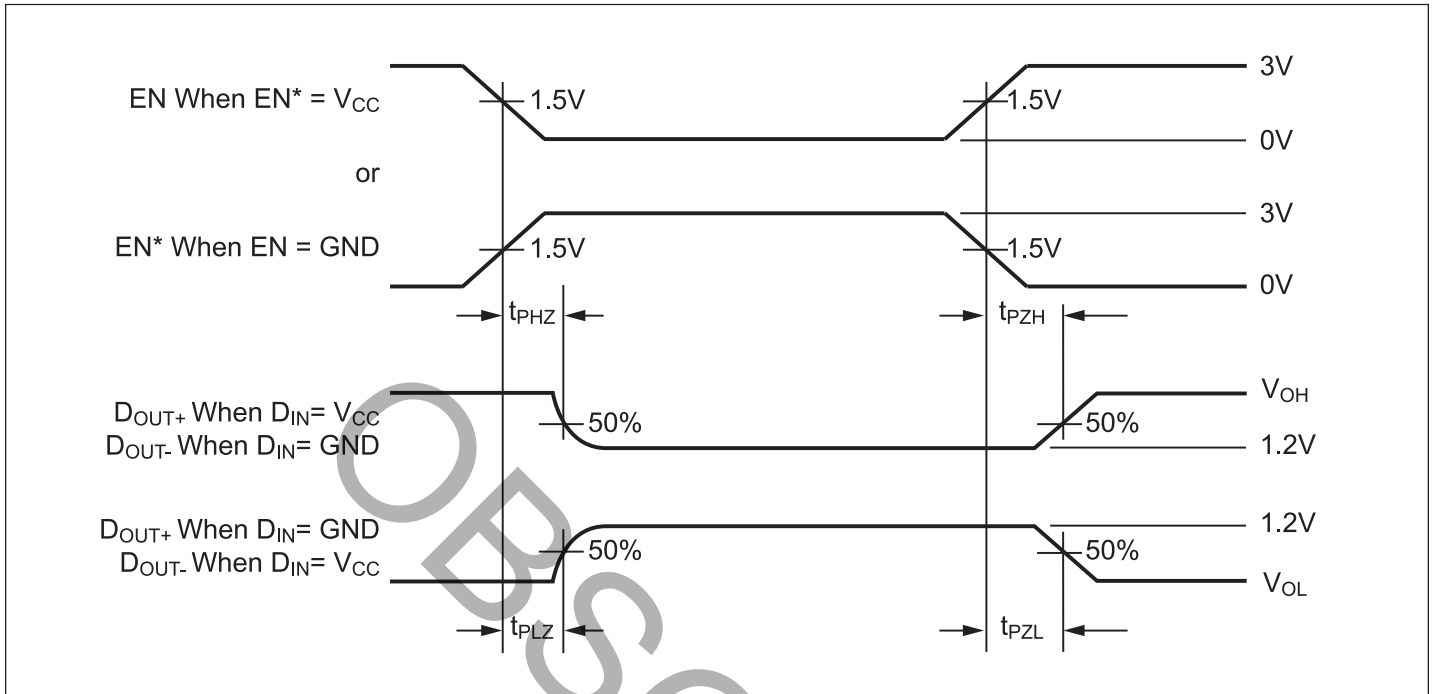 3V
EN When EN* = VCC
1.5V
1.5V
0V
or
3V
EN* When EN = GND
1.5V
1.5V
0V
tPHZ
tPZH
VOH
DOUT+ When DIN= VCC
50%
50%
DOUT- When DIN= GND
1.2V
DOUT+ When DIN= GND
1.2V
50%
50%
DOUT- When DIN= VCC
VOL
tPLZ
tPZL